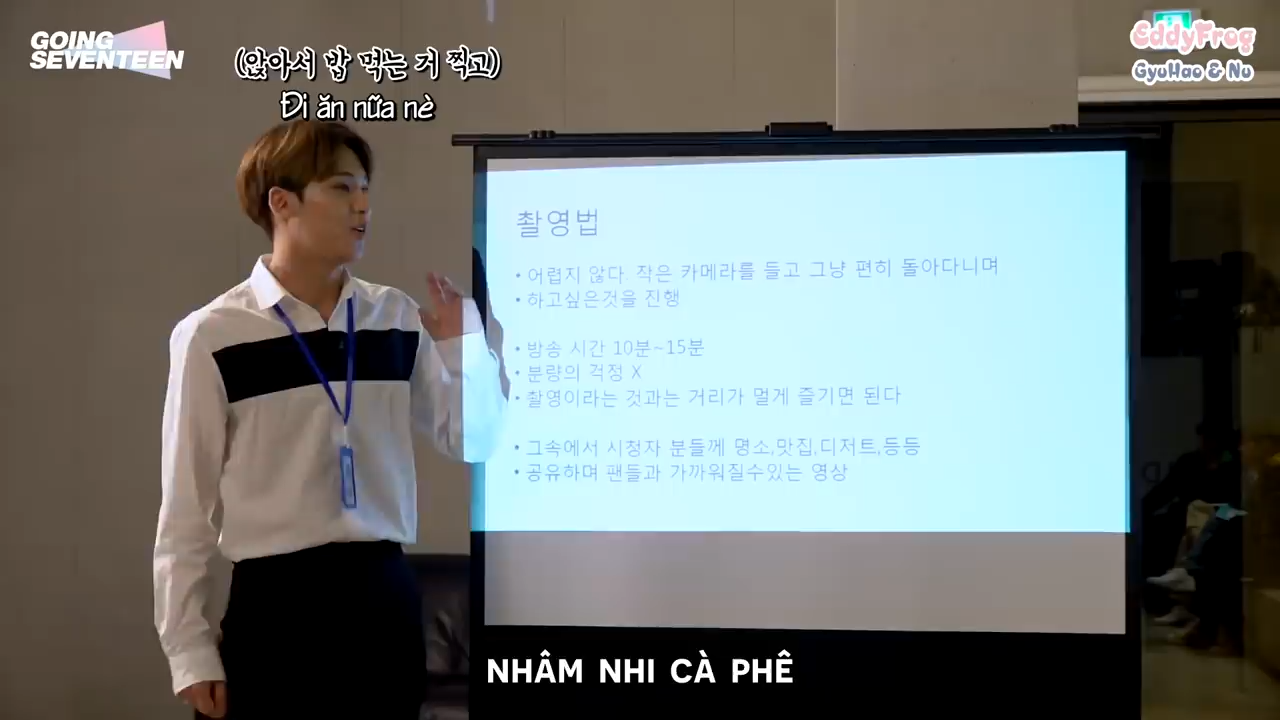 GOING
SEVENTEEN
(앉아서 밥 먹는 거 찍고)
Đi ăn nữa nè
EddyFrog
GyuHao & Nu
촬영법
• 어렵지 않다. 작은 카메라를 들고 그냥 편히 돌아다니며
• 하고싶은것을 진행
• 방송 시간 10분~15분
• 분량의 걱정 X
• 촬영이라는 것과는 거리가 멀게 즐기면 된다
• 그속에서 시청자 분들께 명소,맛집,디저트,등등
• 공유하며 팬들과 가까워질수있는 영상
NHÂM NHI CÀ PHÊ